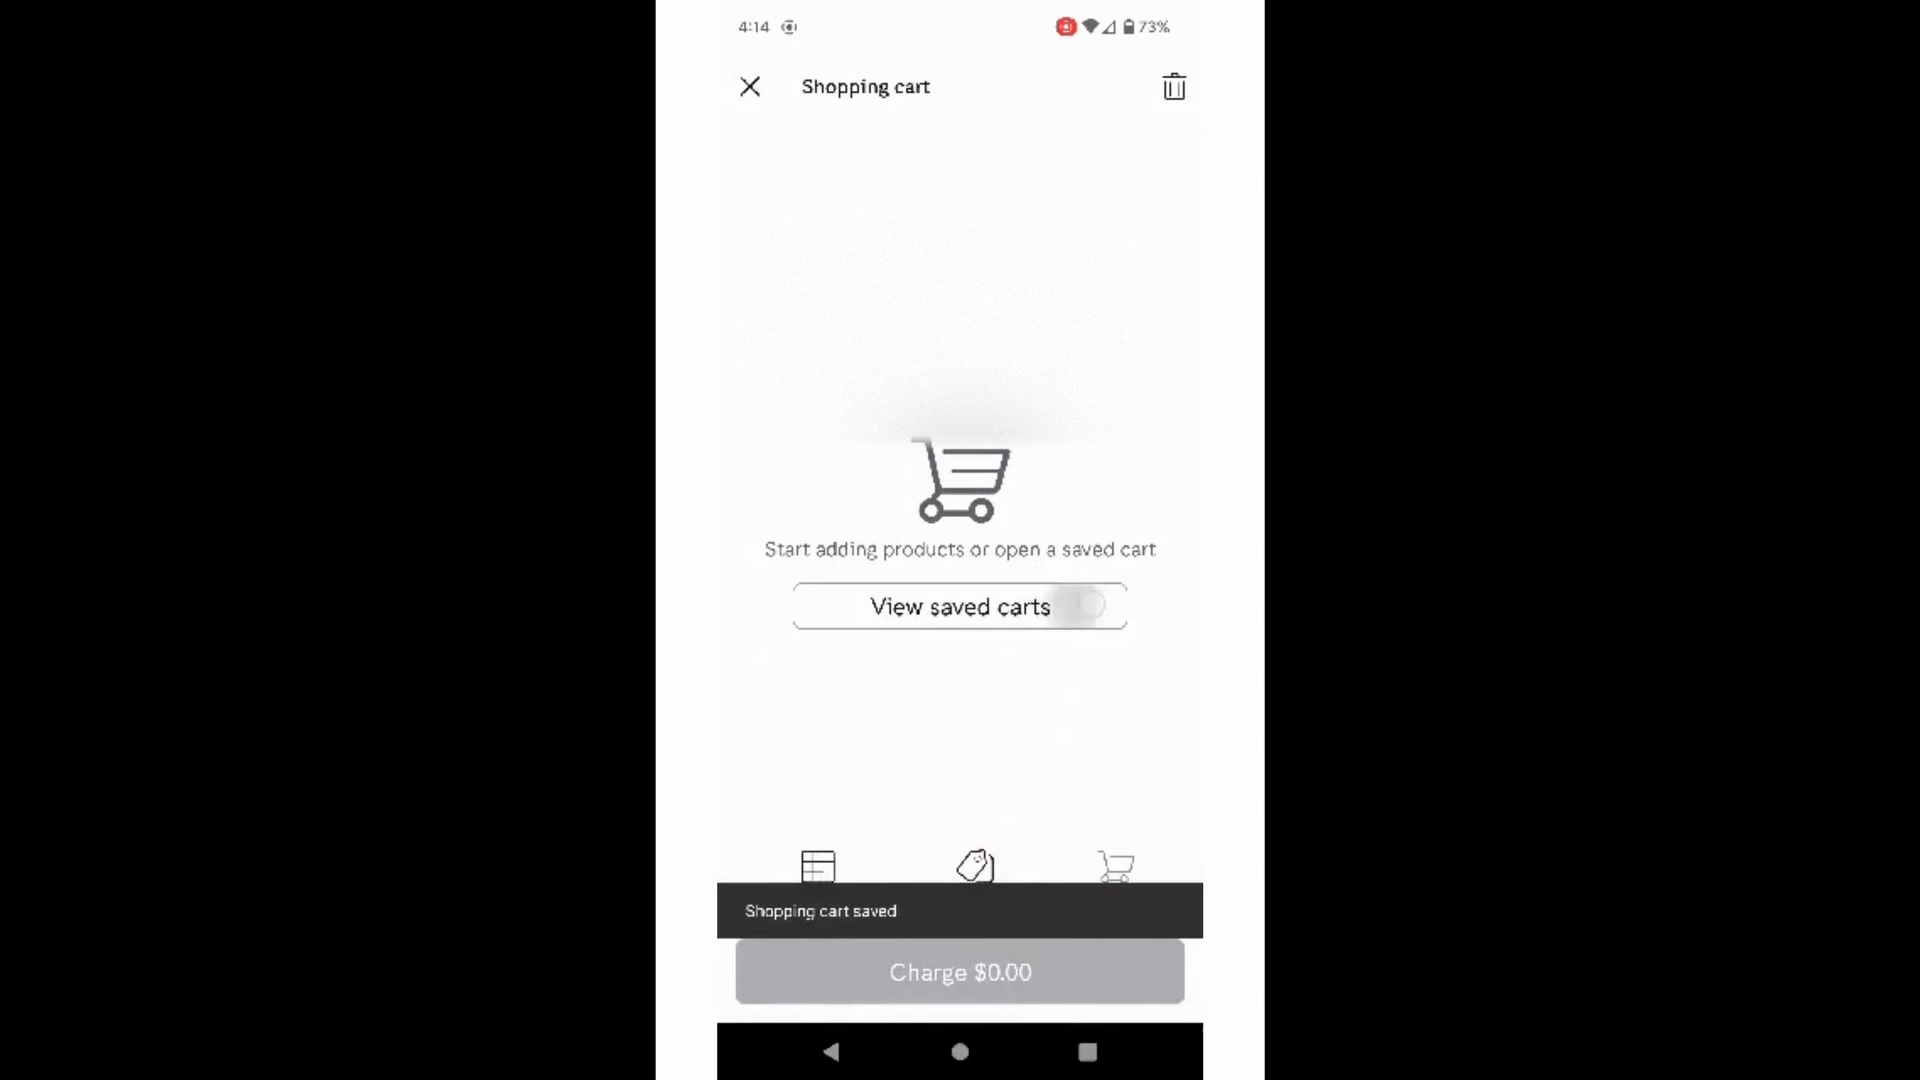 4:14
73%
Shopping cart
Start adding products or open a saved cart
View saved carts
Shopping cart saved
Charge $0.00